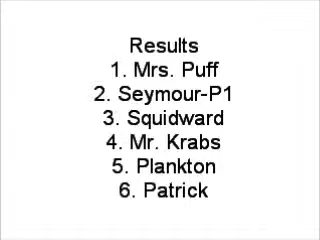 Results
1. Mrs. Puff
2. Seymour-P1
3. Squidward
4. Mr. Krabs
5. Plankton
6. Patrick